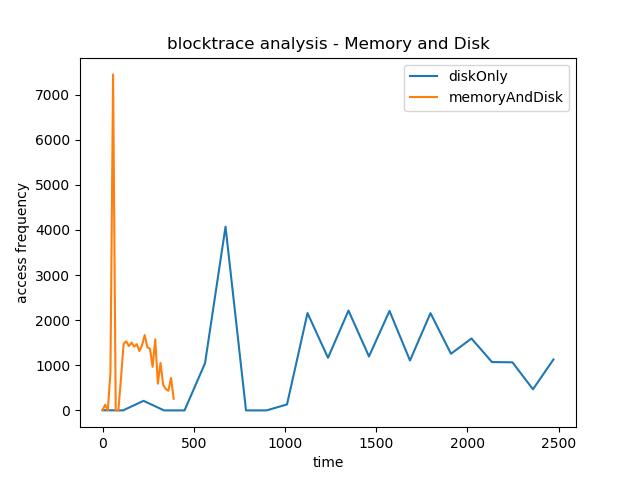 blocktrace analysis - Memory and Disk
diskOnly
memoryAndDisk
access frequency
7000
6000
5000
4000
3000
2000
1000
0
0
500
1000
1500
2000
2500
time